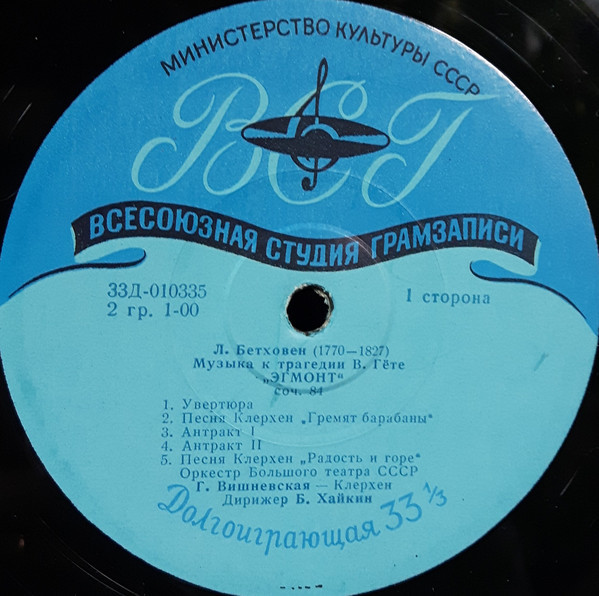 МИНИСТЕРСТВО КУЛЬТУРЫ СССР
ВСГ
ВСЕСОЮЗНАЯ СТУДИЯ ГРАМЗАПИСИ
33Д-010335
2 гр. 1-00
1 сторона
Л. Бетховен (1770—1827)
Музыка к трагедии В. Гёте
„ЭГМОНТ“
соч. 84
1. Увертюра
2. Песня Клерхен „Гремят барабаны“
3. Антракт I
4. Антракт II
5. Песня Клерхен „Радость и горе“
Оркестр Большого театра СССР
Г. Вишневская — Клерхен
Дирижер Б. Хайкин
Долгоиграющая 33 1/3